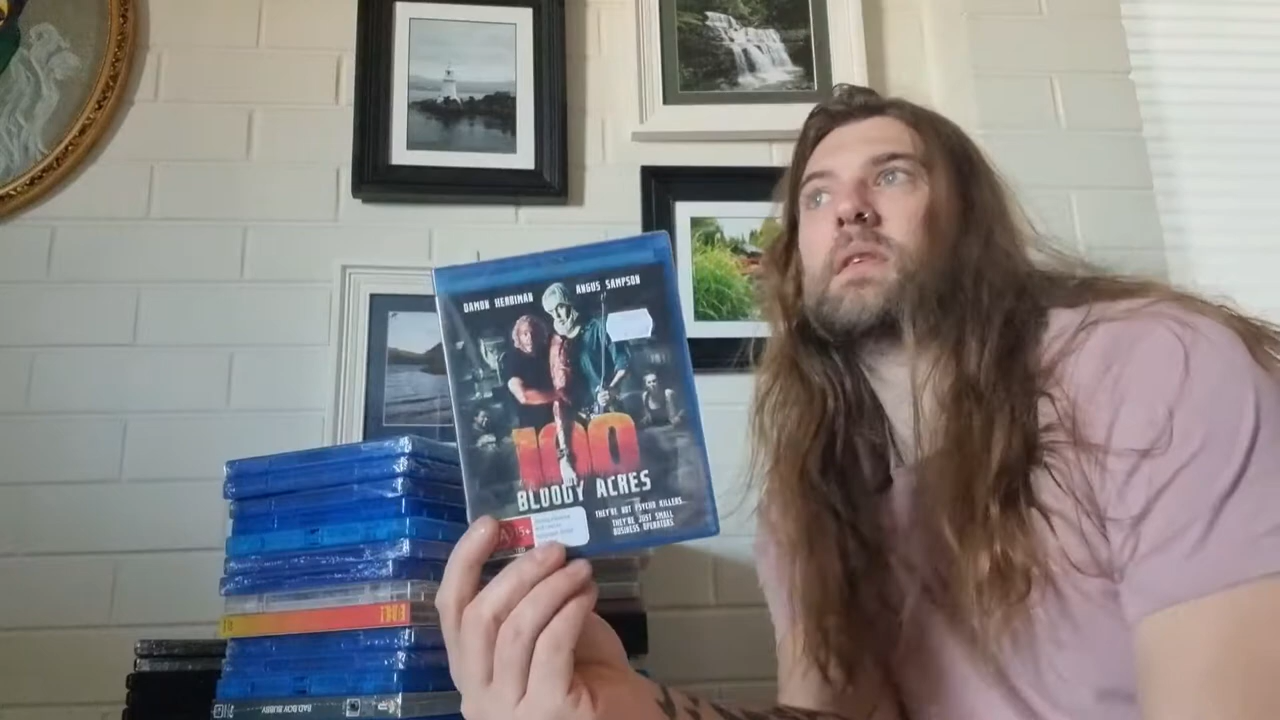 DAMON HERRIMAN
ANGUS SAMPSON
100
BLOODY ACRES
THEY'RE NOT PSYCHO KILLERS...
THEY'RE JUST SMALL
BUSINESS OPERATORS
15+
BAD BOY BUBBY